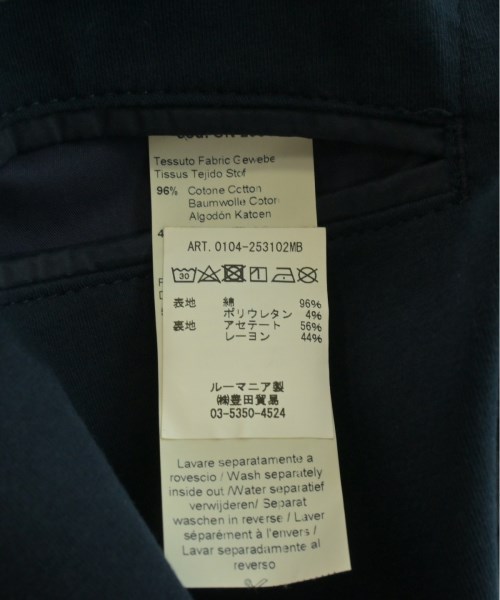 Tessuto Fabric Gewebe
Tissus Tejido Stof
96% Cotone Cotton
Baumwolle Coton
Algodón Katoen
4
ART. 0104-253102MB
30
表地 綿 96%
ポリウレタン 4%
裏地 アセテート 56%
レーヨン 44%
ルーマニア製
㈱豊田貿易
03-5350-4524
Lavare separatamente a
rovescio / Wash separately
inside out /Water separatief
verwijderen/ Separat
waschen in reverse / Laver
séparément à l'envers /
Lavar separadamente al
reverso